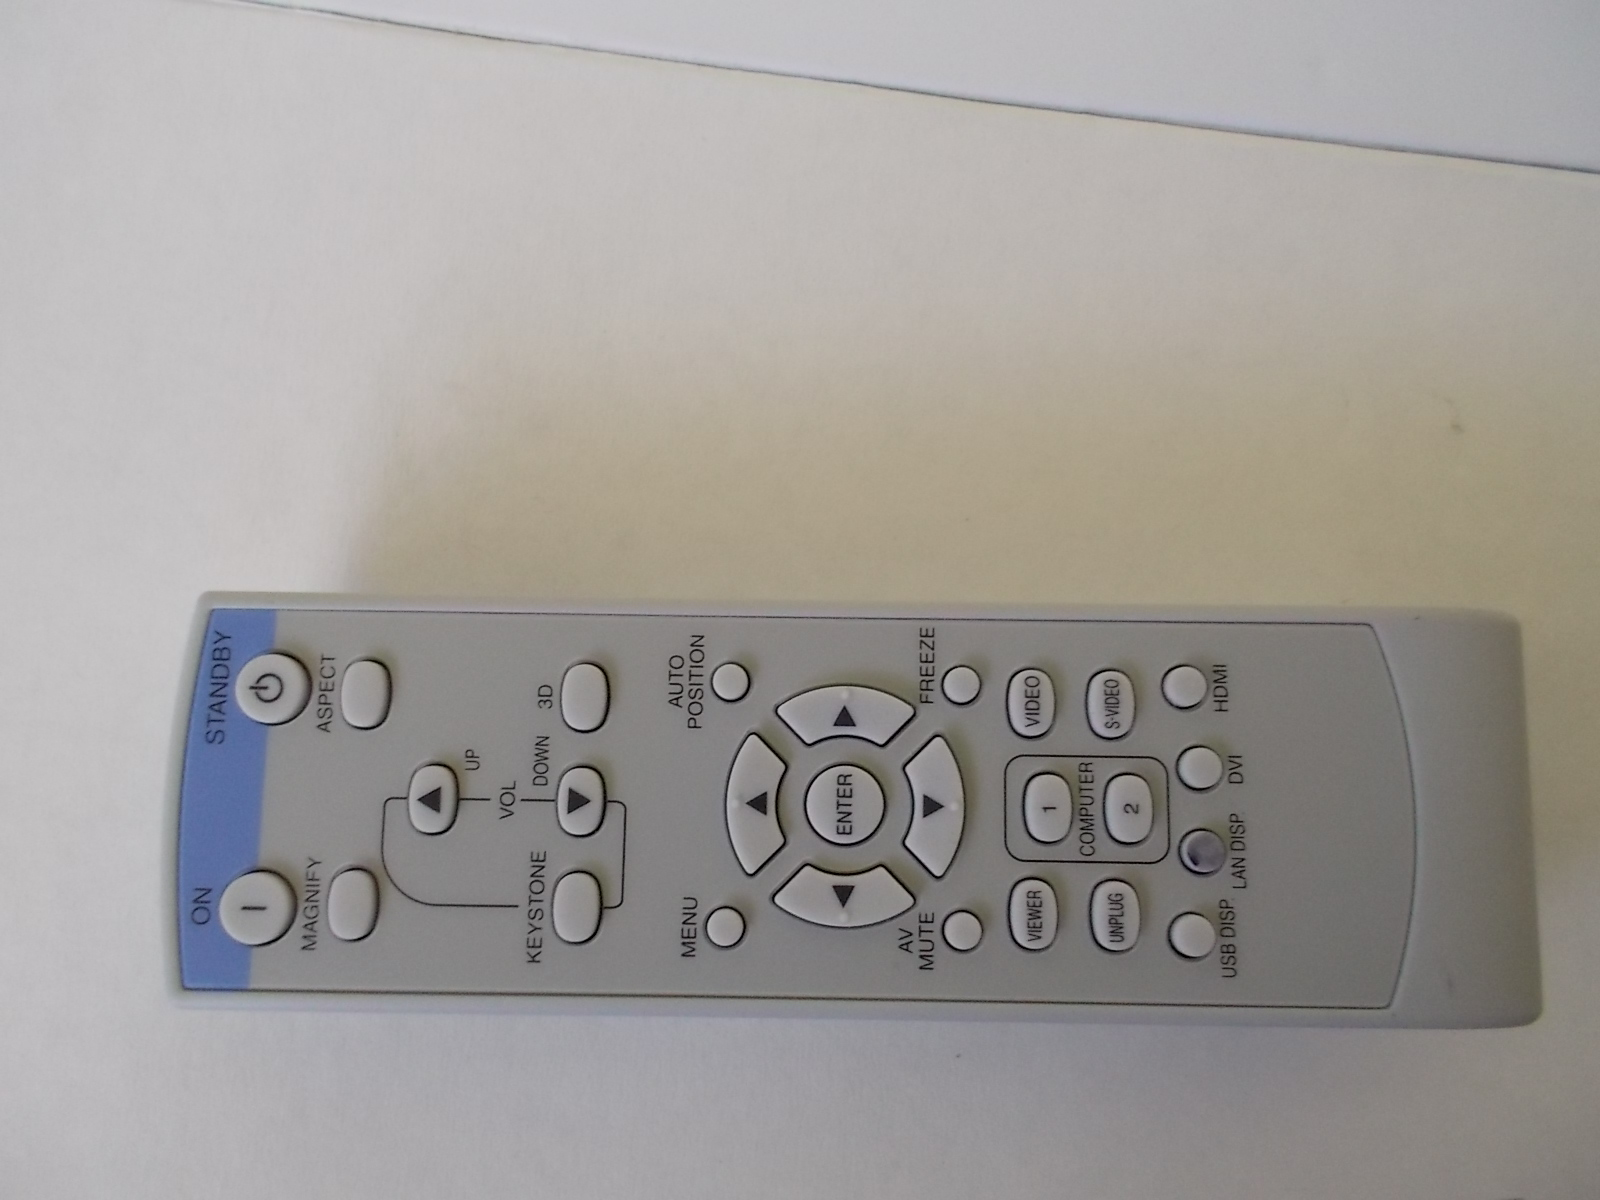 ON STANDBY
MAGNIFY ASPECT
UP
VOL
KEYSTONE DOWN 3D
MENU AUTO
POSITION
ENTER
AV
MUTE FREEZE
VIEWER 1 VIDEO
COMPUTER
UNPLUG 2 S-VIDEO
USB DISP. LAN DISP. DVI HDMI